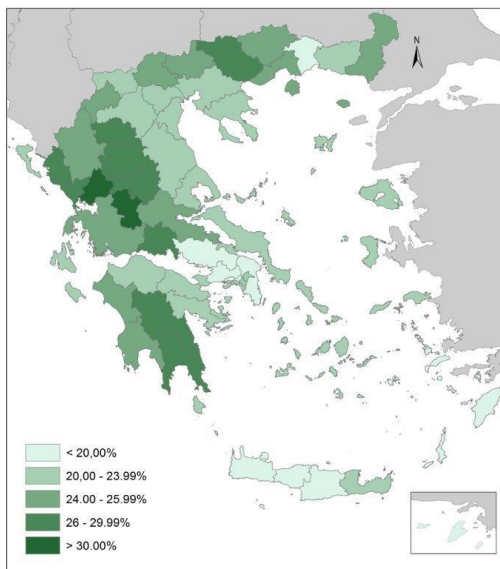 N
< 20,00%
20,00 - 23.99%
24.00 - 25.99%
26 - 29.99%
> 30.00%